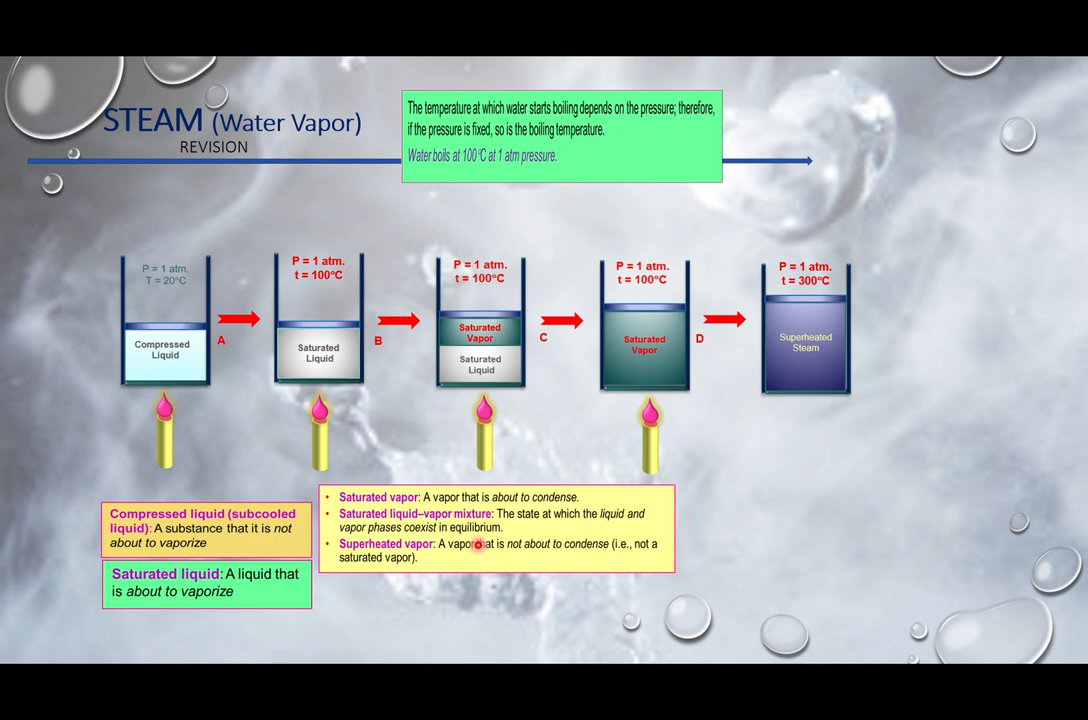 STEAM (Water Vapor)
REVISION
The temperature at which water starts boiling depends on the pressure; therefore,
if the pressure is fixed, so is the boiling temperature.
Water boils at 100°C at 1 atm pressure.
P = 1 atm.
T = 20°C
Compressed
Liquid
A
P = 1 atm.
t = 100°C
Saturated
Liquid
B
P = 1 atm.
t = 100°C
Saturated
Vapor
Saturated
Liquid
C
P = 1 atm.
t = 100°C
Saturated
Vapor
D
P = 1 atm.
t = 300°C
Superheated
Steam
Compressed liquid (subcooled
liquid): A substance that it is not
about to vaporize
Saturated liquid: A liquid that
is about to vaporize
• Saturated vapor: A vapor that is about to condense.
• Saturated liquid–vapor mixture: The state at which the liquid and
vapor phases coexist in equilibrium.
• Superheated vapor: A vapor that is not about to condense (i.e., not a
saturated vapor).